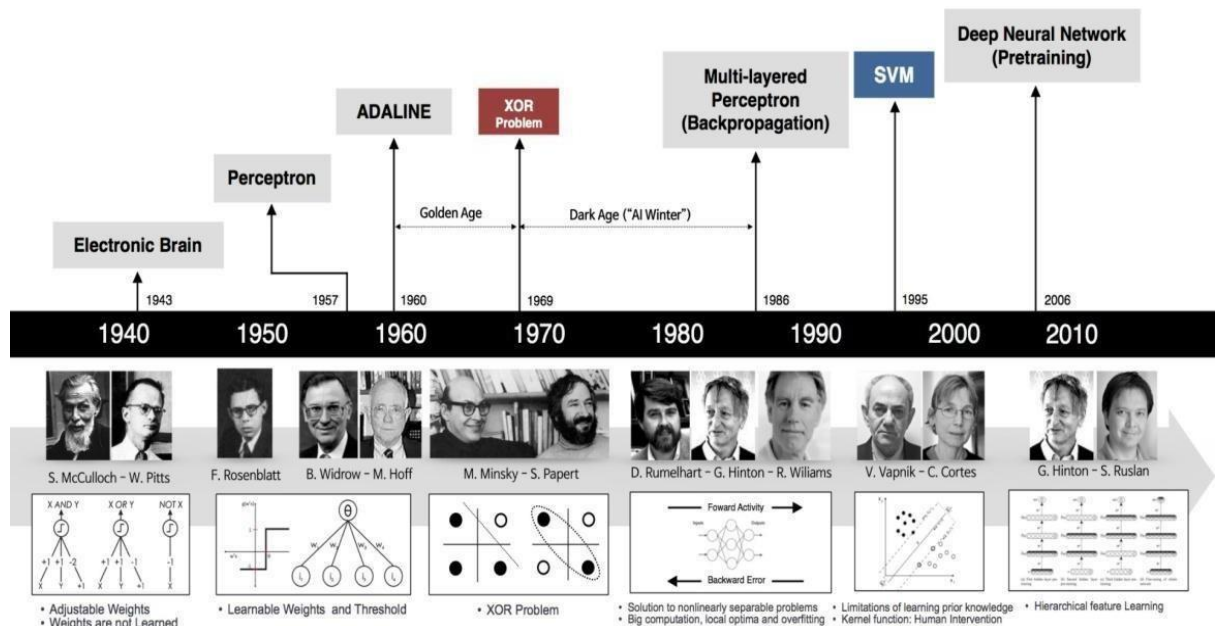 Deep Neural Network
(Pretraining)
Multi-layered
Perceptron
(Backpropagation)
SVM
ADALINE
XOR
Problem
Perceptron
Golden Age
Dark Age ("AI Winter")
Electronic Brain
1943
1957
1960
1969
1986
1995
2006
1940
1950
1960
1970
1980
1990
2000
2010
S. McCulloch – W. Pitts
F. Rosenblatt
B. Widrow – M. Hoff
M. Minsky – S. Papert
D. Rumelhart – G. Hinton – R. Wiliams
V. Vapnik – C. Cortes
G. Hinton – S. Ruslan
X AND Y
X OR Y
NOT X
+1 +1 -2
+1 +1 -1
-1
X Y +1
X Y +1
X
θ
Foward Activity
Inputs
Outputs
Backward Error
• Adjustable Weights
• Weights are not Learned
• Learnable Weights and Threshold
• XOR Problem
• Solution to nonlinearly separable problems
• Big computation, local optima and overfitting
• Limitations of learning prior knowledge
• Kernel function: Human Intervention
• Hierarchical feature Learning